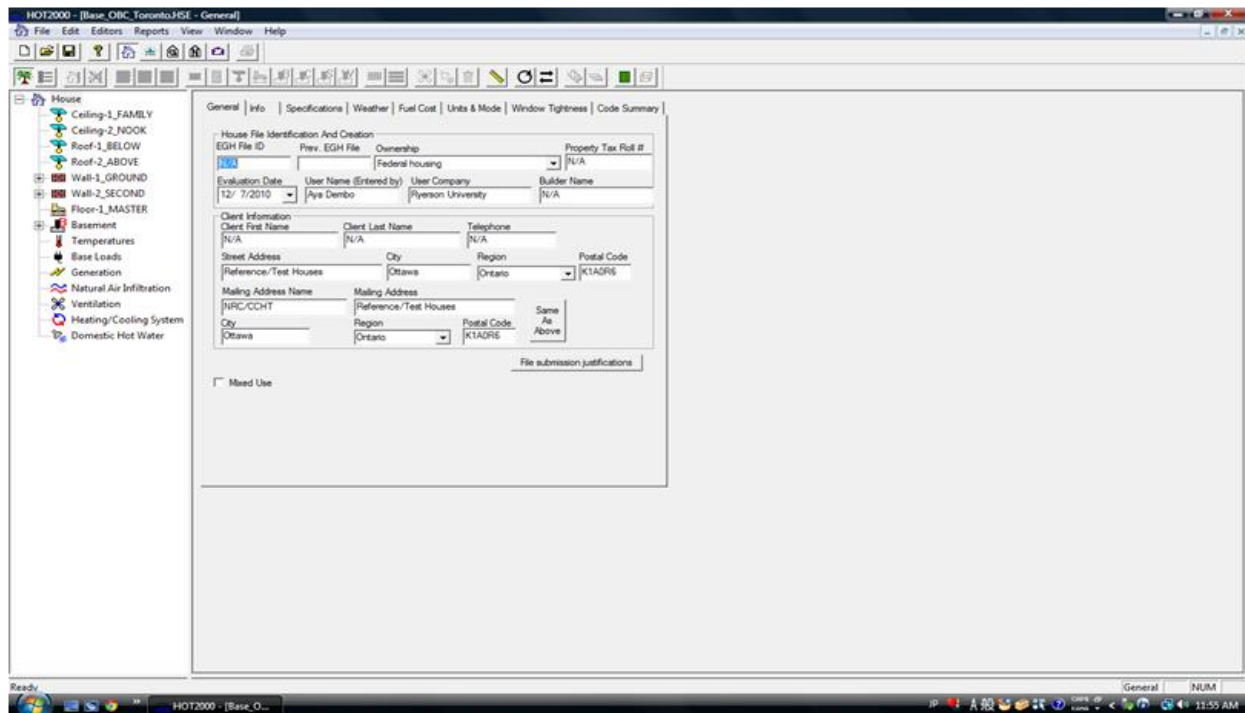 HOT2000 - [Base_OBC_Toronto.HSE - General]
File Edit Editors Reports View Window Help
House
Ceiling-1_FAMILY
Ceiling-2_NOOK
Roof-1_BELOW
Roof-2_ABOVE
Wall-1_GROUND
Wall-2_SECOND
Floor-1_MASTER
Basement
Temperatures
Base Loads
Generation
Natural Air Infiltration
Ventilation
Heating/Cooling System
Domestic Hot Water
General Info Specifications Weather Fuel Cost Units & Mode Window Tightness Code Summary
House File Identification And Creation
EGH File ID Prev. EGH File Ownership Property Tax Roll #
N/A Federal housing N/A
Evaluation Date User Name (Entered by) User Company Builder Name
12/ 7/2010 Aya Dembo Ryerson University N/A
Client Information
Client First Name Client Last Name Telephone
N/A N/A N/A
Street Address City Region Postal Code
Reference/Test Houses Ottawa Ontario K1A0R6
Mailing Address Name Mailing Address
NRC/CCHT Reference/Test Houses
Same As Above
City Region Postal Code
Ottawa Ontario K1A0R6
File submission justifications
Mixed Use
Ready General NUM
HOT2000 - [Base_O... JP A 般 CAPS KANA 11:55 AM